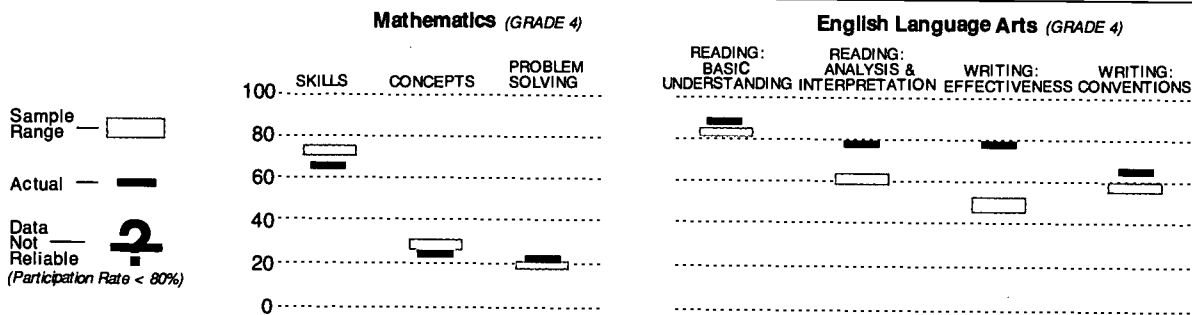 Mathematics (GRADE 4)
SKILLS
CONCEPTS
PROBLEM
SOLVING
100
80
60
40
20
0
English Language Arts (GRADE 4)
READING:
BASIC
UNDERSTANDING
READING:
ANALYSIS &
INTERPRETATION
WRITING:
EFFECTIVENESS
WRITING:
CONVENTIONS
Sample
Range
Actual
Data
Not
Reliable
?
(Participation Rate < 80%)